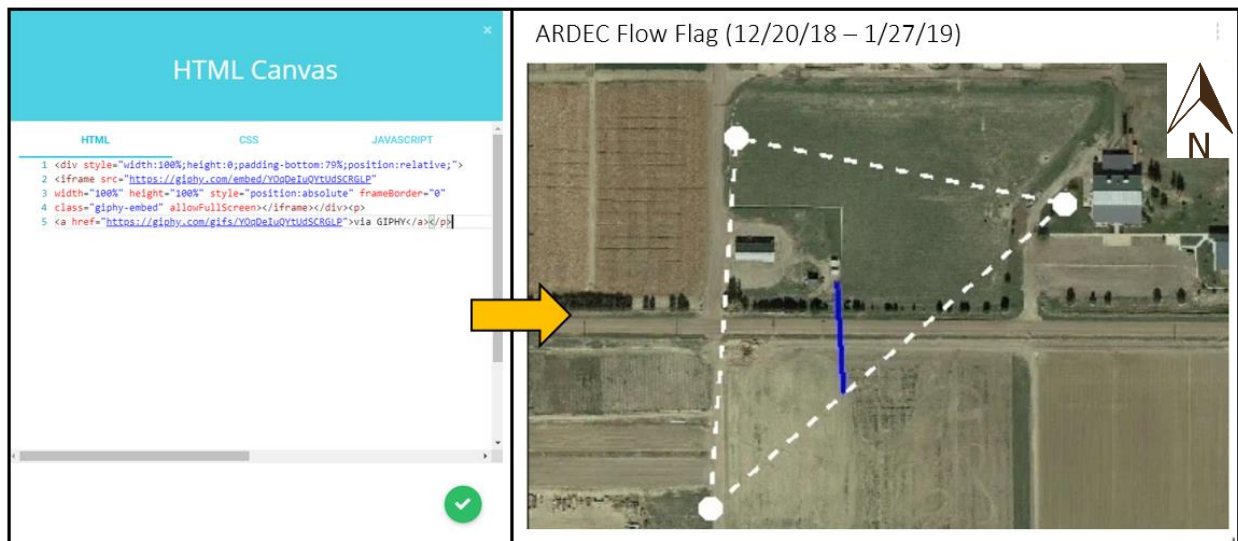 HTML Canvas
HTML CSS JAVASCRIPT
1 <div style="width:100%;height:0;padding-bottom:79%;position:relative;">
2 <iframe src="https://giphy.com/embed/YOqDeIuQYtUdSCRGLP"
3 width="100%" height="100%" style="position:absolute" frameBorder="0"
4 class="giphy-embed" allowFullScreen></iframe></div><p>
5 <a href="https://giphy.com/gifs/YOqDeIuQYtUdSCRGLP">via GIPHY</a></p>
ARDEC Flow Flag (12/20/18 – 1/27/19)
N